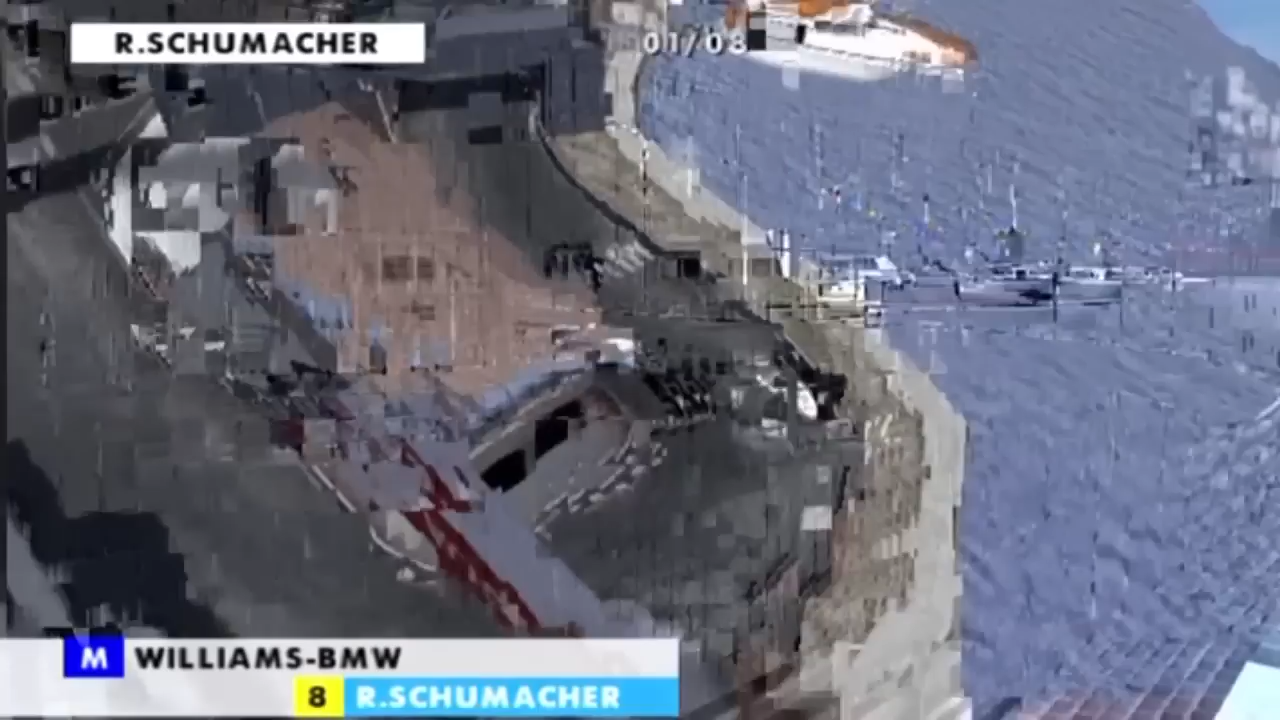 R.SCHUMACHER
01/08
M WILLIAMS-BMW
8 R.SCHUMACHER